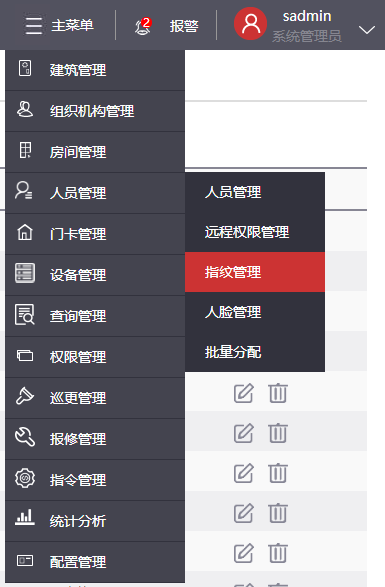 主菜单
2
报警
sadmin
系统管理员
建筑管理
组织机构管理
房间管理
人员管理
门卡管理
设备管理
查询管理
权限管理
巡更管理
报修管理
指令管理
统计分析
配置管理
人员管理
远程权限管理
指纹管理
人脸管理
批量分配